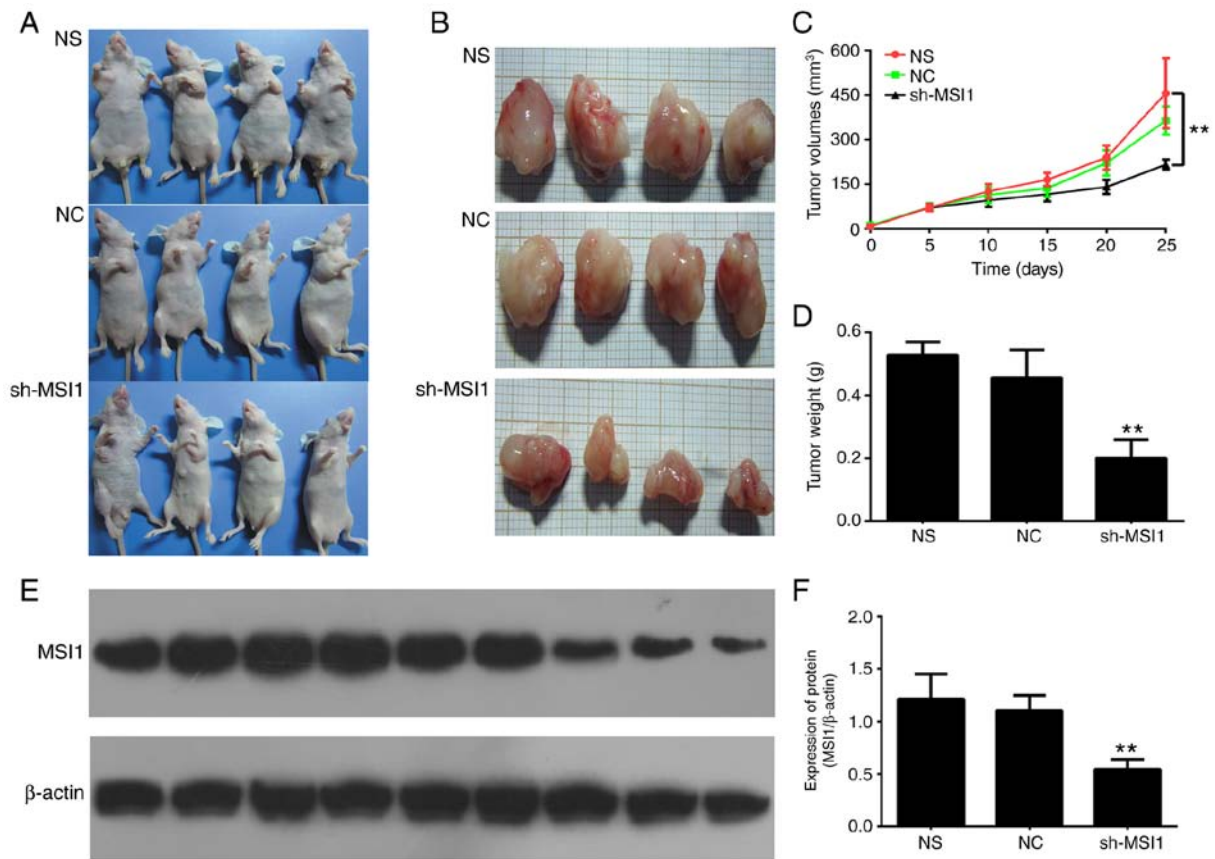 A
NS
NC
sh-MSI1
B
NS
NC
sh-MSI1
C
Tumor volumes (mm³)
600
450
300
150
0
0 5 10 15 20 25
Time (days)
NS
NC
sh-MSI1
**
D
Tumor weight (g)
0.6
0.4
0.2
0.0
**
NS NC sh-MSI1
E
MSI1
β-actin
F
Expression of protein
(MSI1/β-actin)
2.0
1.5
1.0
0.5
0.0
**
NS NC sh-MSI1